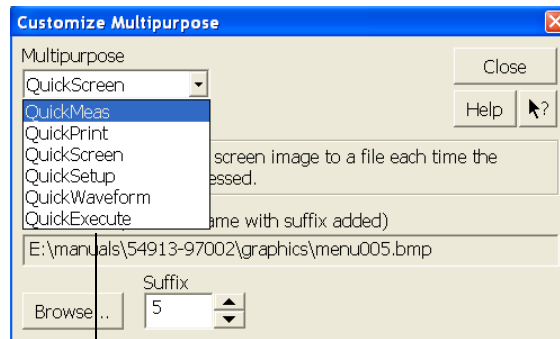 Customize Multipurpose
Multipurpose
QuickScreen
Close
QuickMeas
Help
?
QuickPrint
QuickScreen
screen image to a file each time the
QuickSetup
essed.
QuickWaveform
QuickExecute
ame with suffix added)
E:\manuals\54913-97002\graphics\menu005.bmp
Suffix
Browse...
5